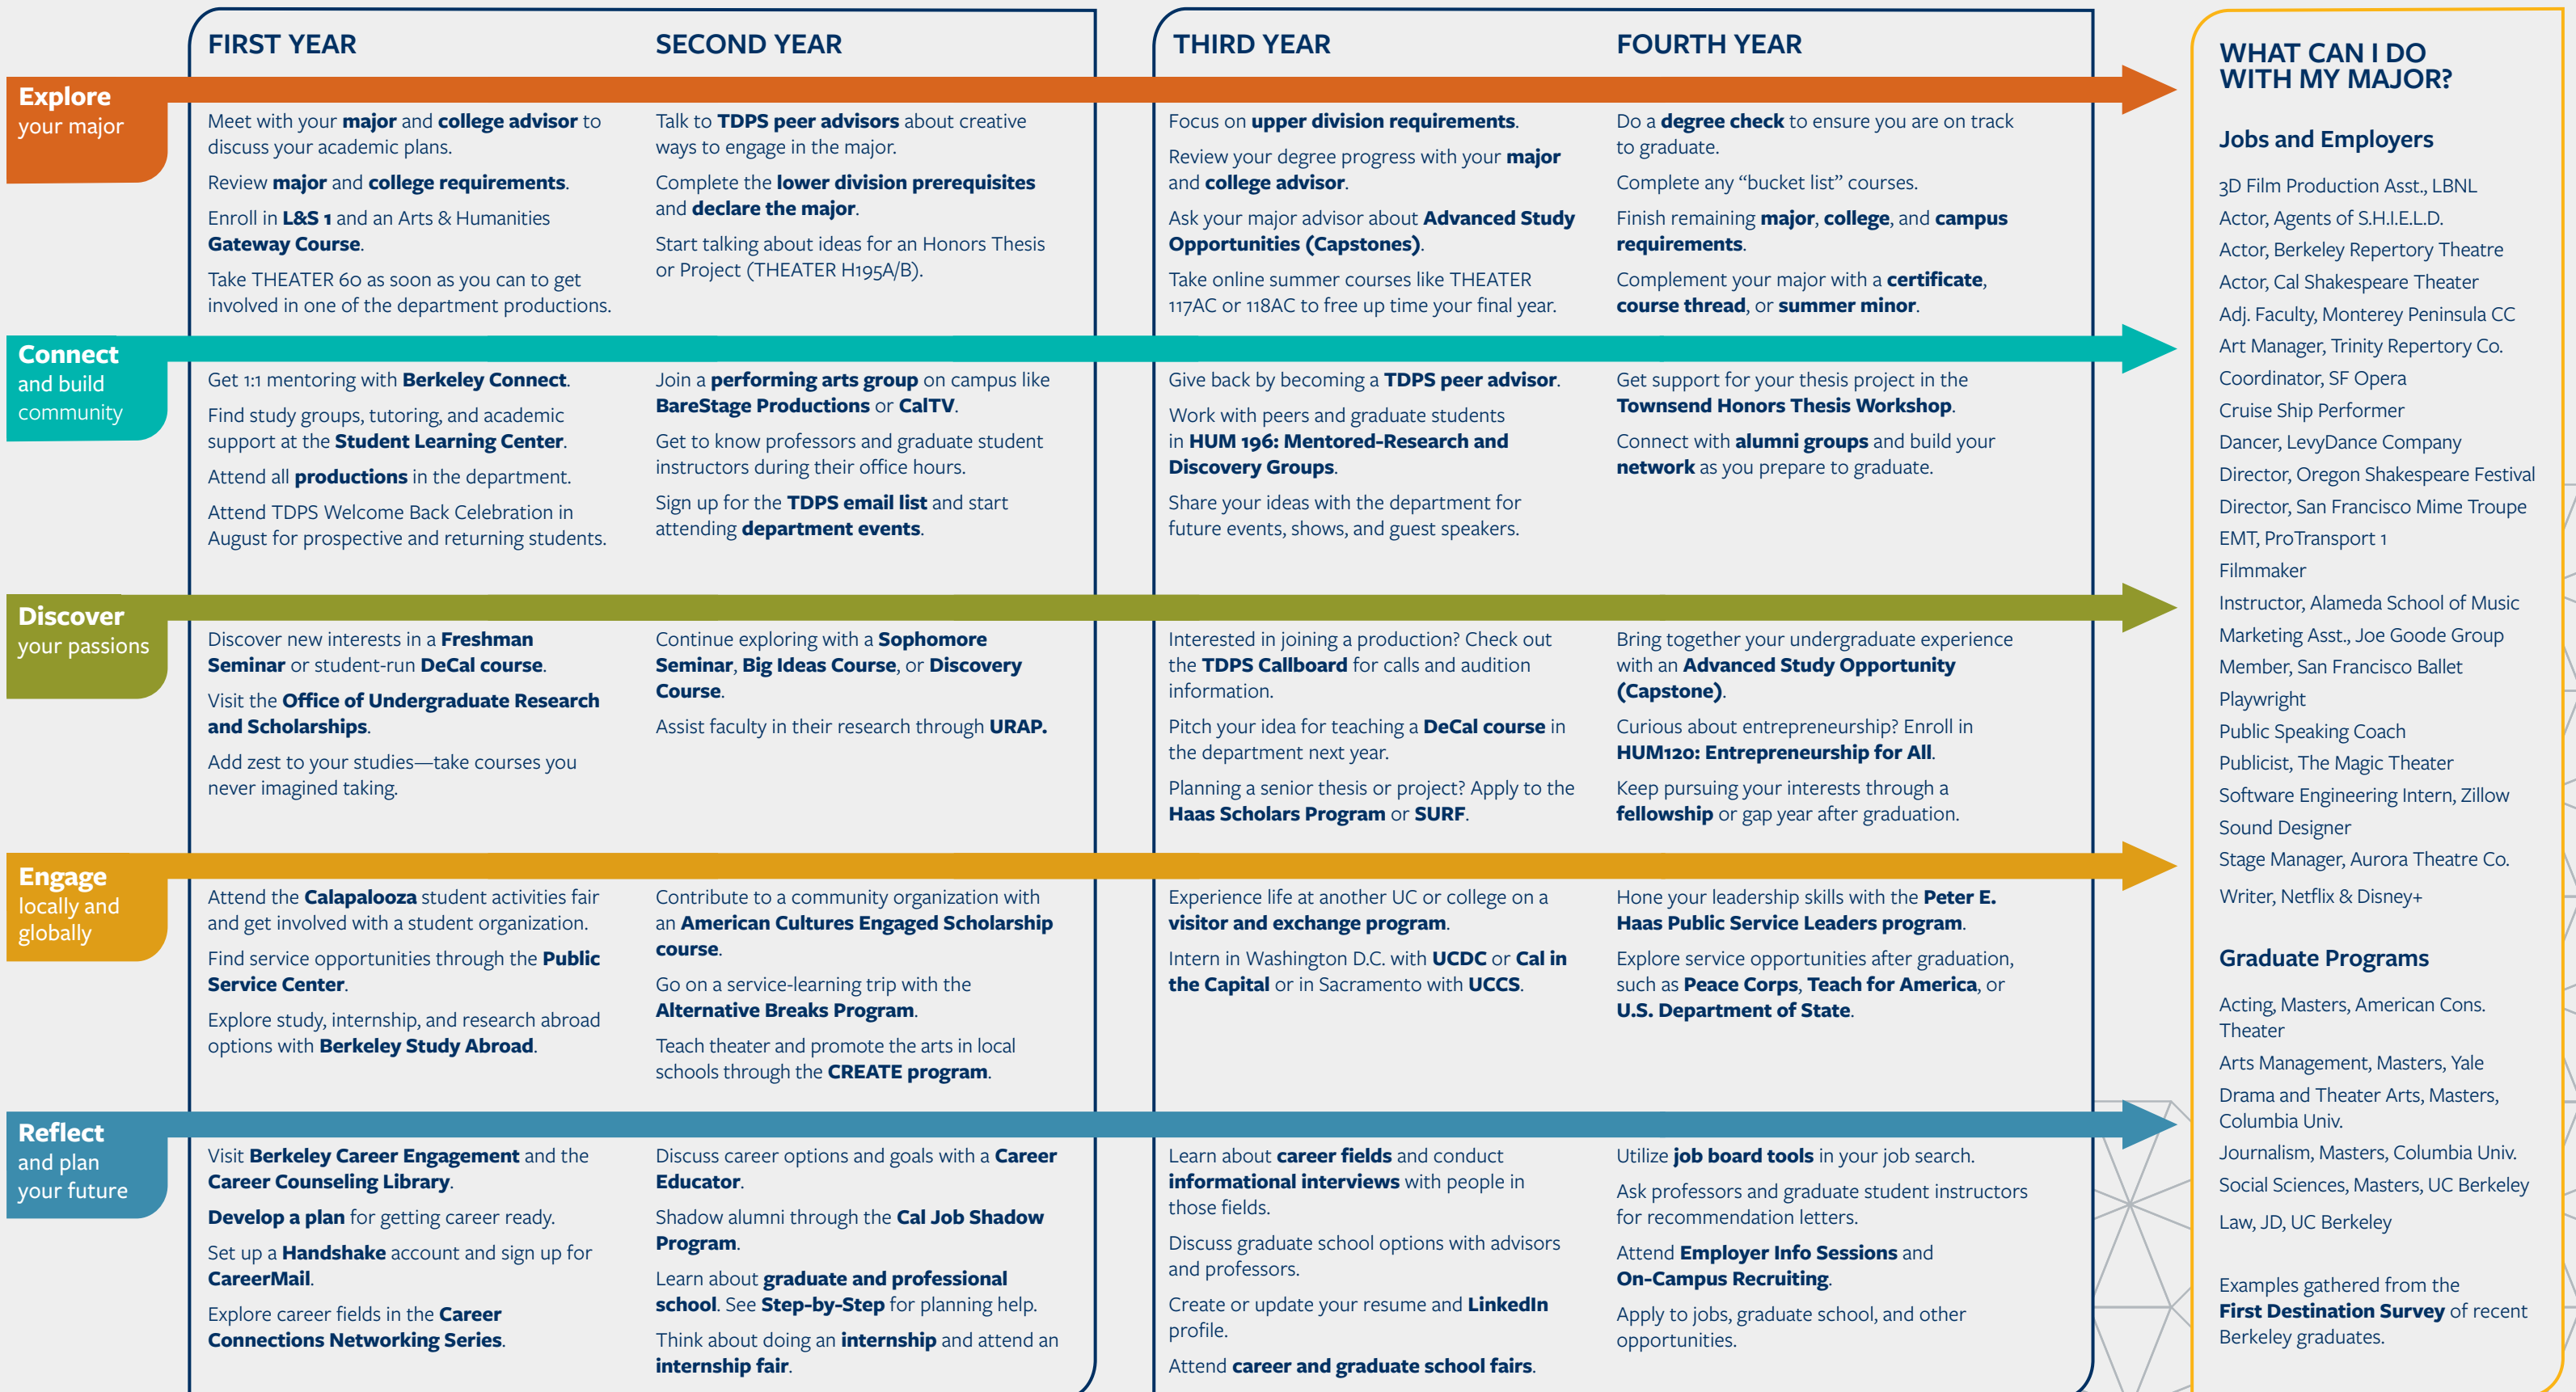 FIRST YEAR
SECOND YEAR
THIRD YEAR
FOURTH YEAR
Explore
your major
Meet with your major and college advisor to
discuss your academic plans.
Review major and college requirements.
Enroll in L&S 1 and an Arts & Humanities
Gateway Course.
Take THEATER 60 as soon as you can to get
involved in one of the department productions.
Talk to TDPS peer advisors about creative
ways to engage in the major.
Complete the lower division prerequisites
and declare the major.
Start talking about ideas for an Honors Thesis
or Project (THEATER H195A/B).
Focus on upper division requirements.
Review your degree progress with your major
and college advisor.
Ask your major advisor about Advanced Study
Opportunities (Capstones).
Take online summer courses like THEATER
117AC or 118AC to free up time your final year.
Do a degree check to ensure you are on track
to graduate.
Complete any “bucket list” courses.
Finish remaining major, college, and campus
requirements.
Complement your major with a certificate,
course thread, or summer minor.
Connect
and build
community
Get 1:1 mentoring with Berkeley Connect.
Find study groups, tutoring, and academic
support at the Student Learning Center.
Attend all productions in the department.
Attend TDPS Welcome Back Celebration in
August for prospective and returning students.
Join a performing arts group on campus like
BareStage Productions or CalTV.
Get to know professors and graduate student
instructors during their office hours.
Sign up for the TDPS email list and start
attending department events.
Give back by becoming a TDPS peer advisor.
Work with peers and graduate students
in HUM 196: Mentored-Research and
Discovery Groups.
Share your ideas with the department for
future events, shows, and guest speakers.
Get support for your thesis project in the
Townsend Honors Thesis Workshop.
Connect with alumni groups and build your
network as you prepare to graduate.
Discover
your passions
Discover new interests in a Freshman
Seminar or student-run DeCal course.
Visit the Office of Undergraduate Research
and Scholarships.
Add zest to your studies—take courses you
never imagined taking.
Continue exploring with a Sophomore
Seminar, Big Ideas Course, or Discovery
Course.
Assist faculty in their research through URAP.
Interested in joining a production? Check out
the TDPS Callboard for calls and audition
information.
Pitch your idea for teaching a DeCal course in
the department next year.
Planning a senior thesis or project? Apply to the
Haas Scholars Program or SURF.
Bring together your undergraduate experience
with an Advanced Study Opportunity
(Capstone).
Curious about entrepreneurship? Enroll in
HUM120: Entrepreneurship for All.
Keep pursuing your interests through a
fellowship or gap year after graduation.
Engage
locally and
globally
Attend the Calapalooza student activities fair
and get involved with a student organization.
Find service opportunities through the Public
Service Center.
Explore study, internship, and research abroad
options with Berkeley Study Abroad.
Contribute to a community organization with
an American Cultures Engaged Scholarship
course.
Go on a service-learning trip with the
Alternative Breaks Program.
Teach theater and promote the arts in local
schools through the CREATE program.
Experience life at another UC or college on a
visitor and exchange program.
Intern in Washington D.C. with UCDC or Cal in
the Capital or in Sacramento with UCCS.
Hone your leadership skills with the Peter E.
Haas Public Service Leaders program.
Explore service opportunities after graduation,
such as Peace Corps, Teach for America, or
U.S. Department of State.
Reflect
and plan
your future
Visit Berkeley Career Engagement and the
Career Counseling Library.
Develop a plan for getting career ready.
Set up a Handshake account and sign up for
CareerMail.
Explore career fields in the Career
Connections Networking Series.
Discuss career options and goals with a Career
Educator.
Shadow alumni through the Cal Job Shadow
Program.
Learn about graduate and professional
school. See Step-by-Step for planning help.
Think about doing an internship and attend an
internship fair.
Learn about career fields and conduct
informational interviews with people in
those fields.
Discuss graduate school options with advisors
and professors.
Create or update your resume and LinkedIn
profile.
Attend career and graduate school fairs.
Utilize job board tools in your job search.
Ask professors and graduate student instructors
for recommendation letters.
Attend Employer Info Sessions and
On-Campus Recruiting.
Apply to jobs, graduate school, and other
opportunities.
WHAT CAN I DO
WITH MY MAJOR?
Jobs and Employers
3D Film Production Asst., LBNL
Actor, Agents of S.H.I.E.L.D.
Actor, Berkeley Repertory Theatre
Actor, Cal Shakespeare Theater
Adj. Faculty, Monterey Peninsula CC
Art Manager, Trinity Repertory Co.
Coordinator, SF Opera
Cruise Ship Performer
Dancer, LevyDance Company
Director, Oregon Shakespeare Festival
Director, San Francisco Mime Troupe
EMT, ProTransport 1
Filmmaker
Instructor, Alameda School of Music
Marketing Asst., Joe Goode Group
Member, San Francisco Ballet
Playwright
Public Speaking Coach
Publicist, The Magic Theater
Software Engineering Intern, Zillow
Sound Designer
Stage Manager, Aurora Theatre Co.
Writer, Netflix & Disney+
Graduate Programs
Acting, Masters, American Cons.
Theater
Arts Management, Masters, Yale
Drama and Theater Arts, Masters,
Columbia Univ.
Journalism, Masters, Columbia Univ.
Social Sciences, Masters, UC Berkeley
Law, JD, UC Berkeley
Examples gathered from the
First Destination Survey of recent
Berkeley graduates.